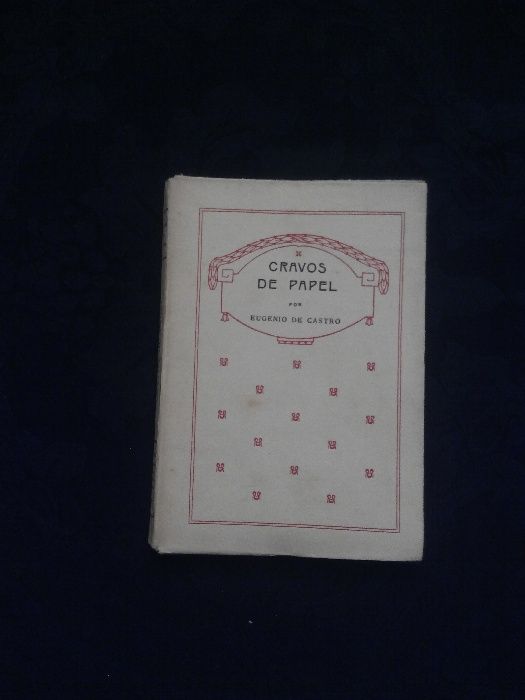 CRAVOS
DE PAPEL
POR
EUGENIO DE CASTRO